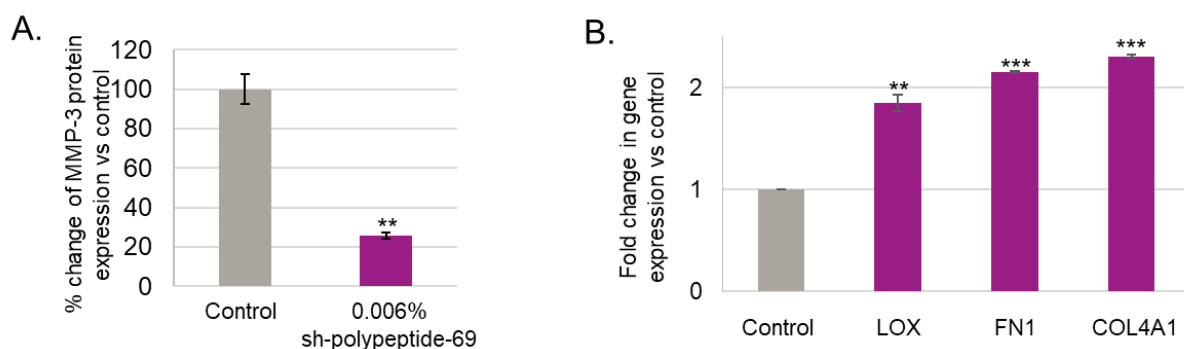 A.
% change of MMP-3 protein
expression vs control
120
100
80
60
40
20
0
**
Control
0.006%
sh-polypeptide-69
B.
Fold change in gene
expression vs control
2
1
0
**
***
***
Control
LOX
FN1
COL4A1